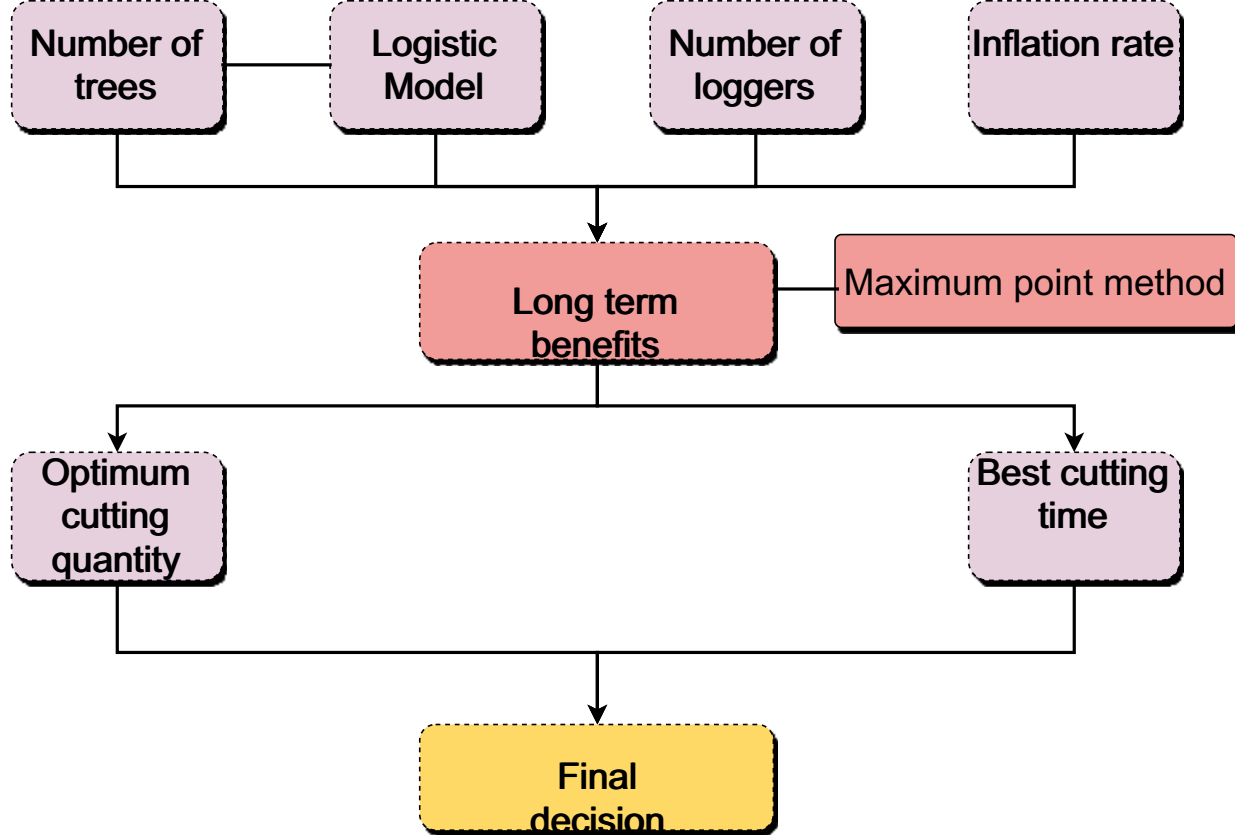 Number of
trees
Logistic
Model
Number of
loggers
Inflation rate
Long term
benefits
Maximum point method
Optimum
cutting
quantity
Best cutting
time
Final
decision